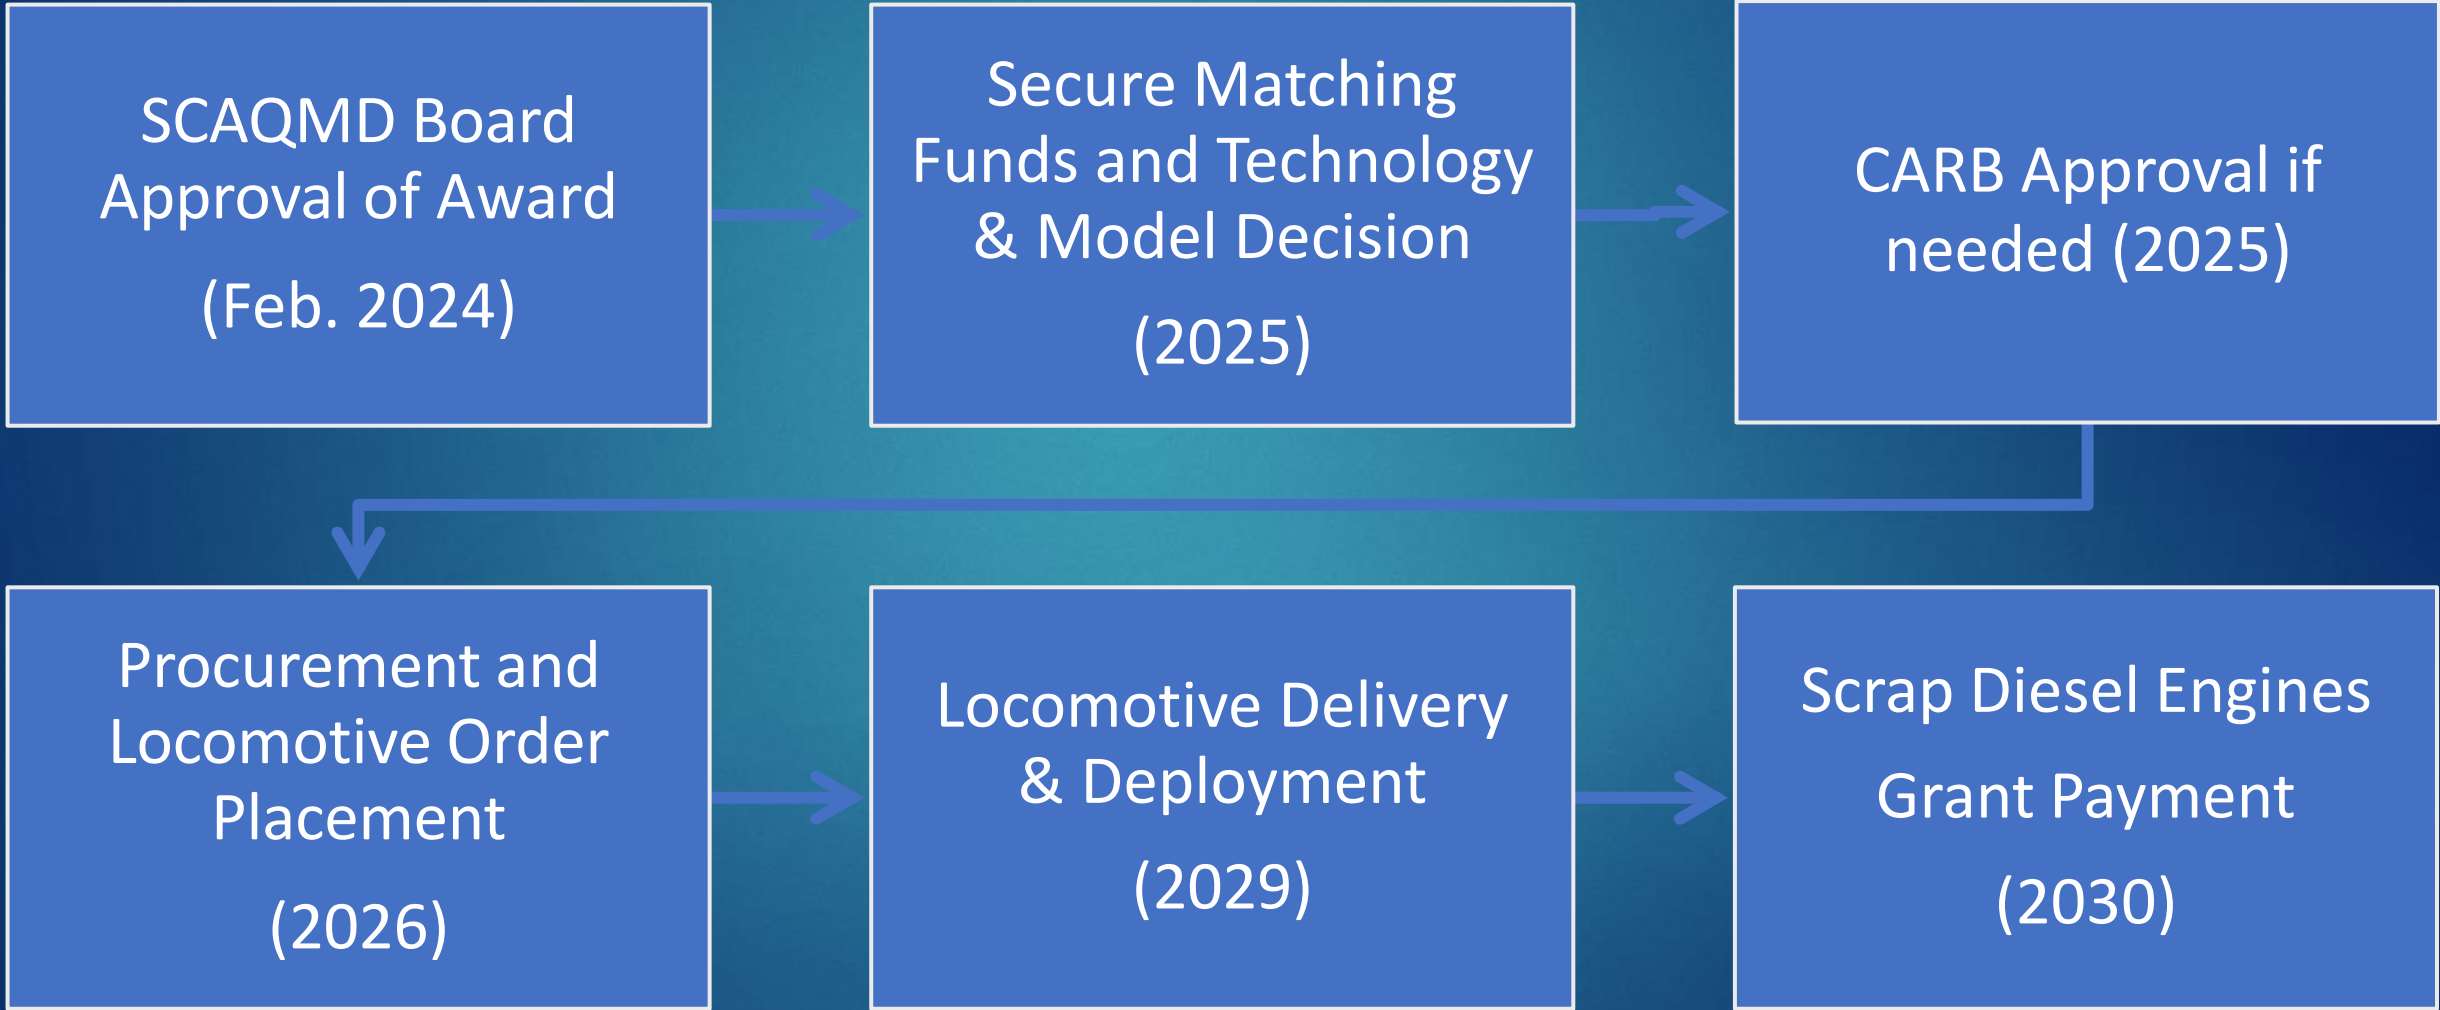 SCAQMD Board
Approval of Award
(Feb. 2024)
Secure Matching
Funds and Technology
& Model Decision
(2025)
CARB Approval if
needed (2025)
Procurement and
Locomotive Order
Placement
(2026)
Locomotive Delivery
& Deployment
(2029)
Scrap Diesel Engines
Grant Payment
(2030)